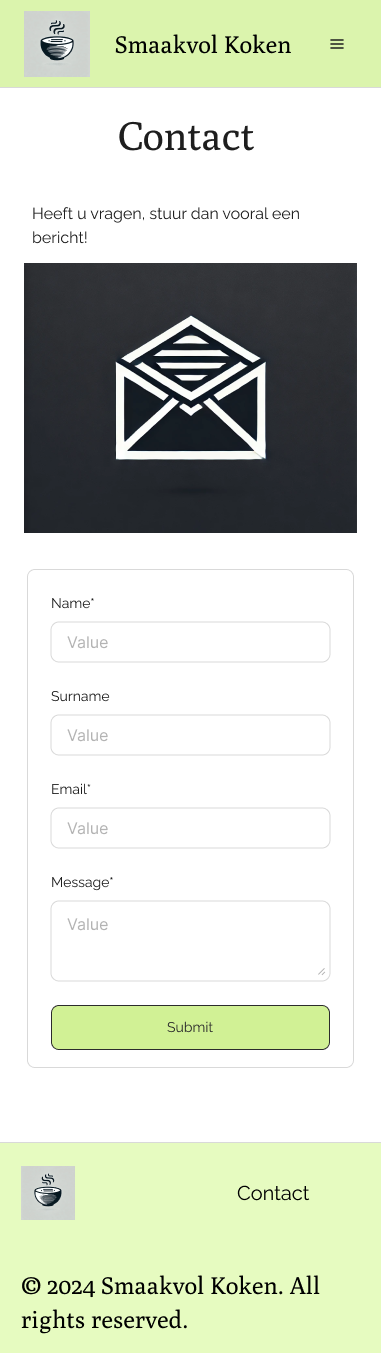 Smaakvol Koken
Contact
Heeft u vragen, stuur dan vooral een
bericht!
Name*
Value
Surname
Value
Email*
Value
Message*
Value
Submit
Contact
© 2024 Smaakvol Koken. All
rights reserved.